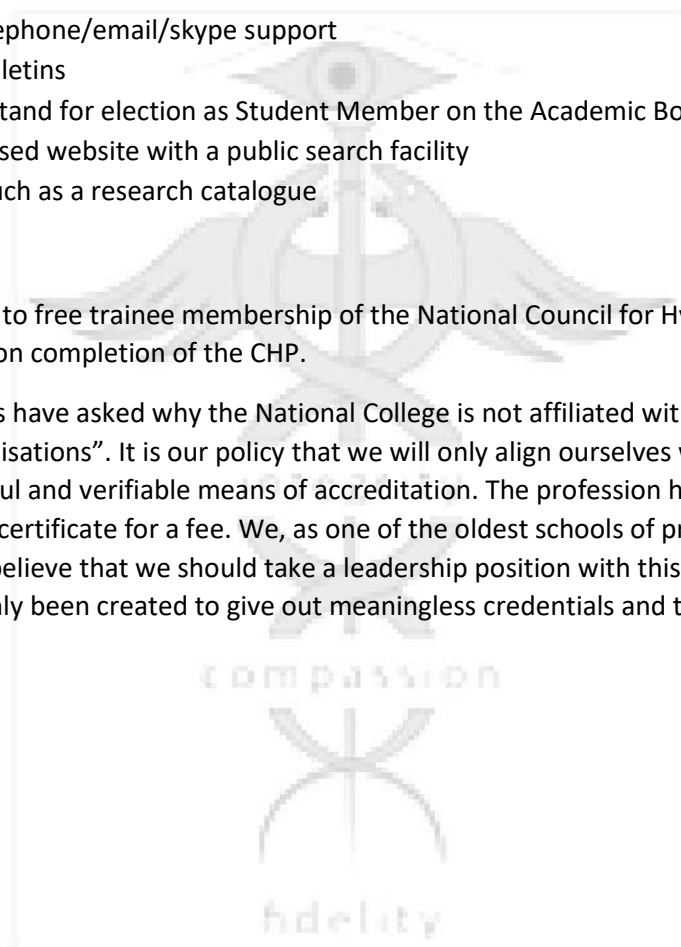 ephone/email/skype support
letins
tand for election as Student Member on the Academic Bo
sed website with a public search facility
uch as a research catalogue
to free trainee membership of the National Council for Hy
on completion of the CHP.
s have asked why the National College is not affiliated wit
isations”. It is our policy that we will only align ourselves
ul and verifiable means of accreditation. The profession h
certificate for a fee. We, as one of the oldest schools of pr
believe that we should take a leadership position with this
nly been created to give out meaningless credentials and t
compassion
fidelity